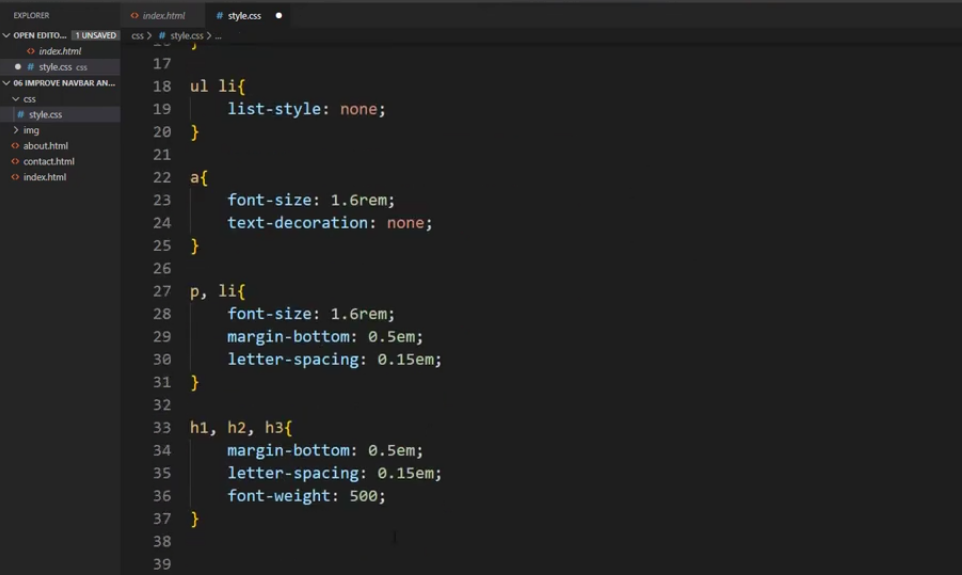 EXPLORER
OPEN EDITO... 1 UNSAVED
index.html
# style.css css
06 IMPROVE NAVBAR AN...
css
# style.css
img
about.html
contact.html
index.html
index.html # style.css
css > # style.css > ...
16 }
17
18 ul li{
19 list-style: none;
20 }
21
22 a{
23 font-size: 1.6rem;
24 text-decoration: none;
25 }
26
27 p, li{
28 font-size: 1.6rem;
29 margin-bottom: 0.5em;
30 letter-spacing: 0.15em;
31 }
32
33 h1, h2, h3{
34 margin-bottom: 0.5em;
35 letter-spacing: 0.15em;
36 font-weight: 500;
37 }
38
39